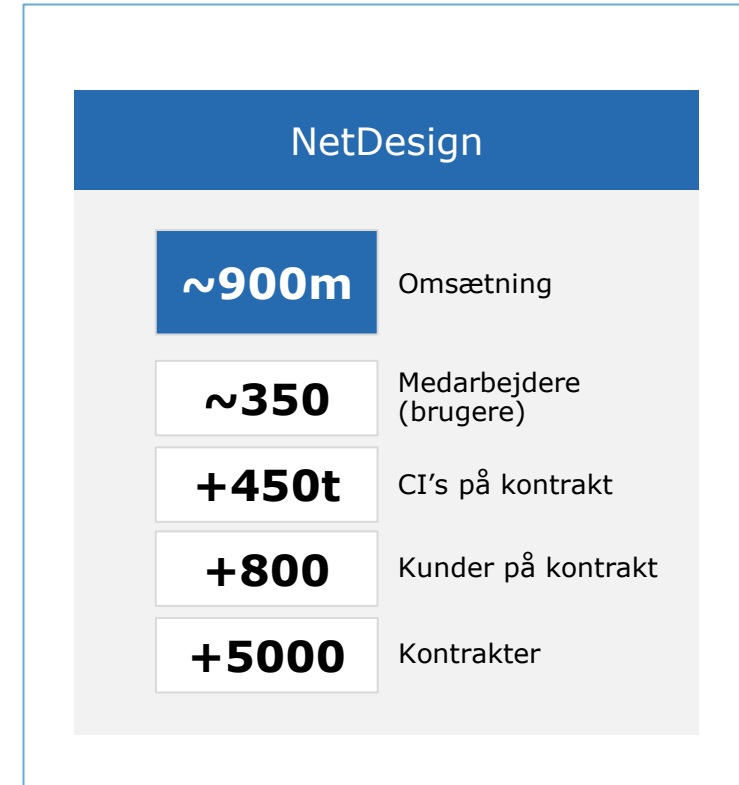 NetDesign
~900m Omsætning
~350 Medarbejdere
(brugere)
+450t CI’s på kontrakt
+800 Kunder på kontrakt
+5000 Kontrakter